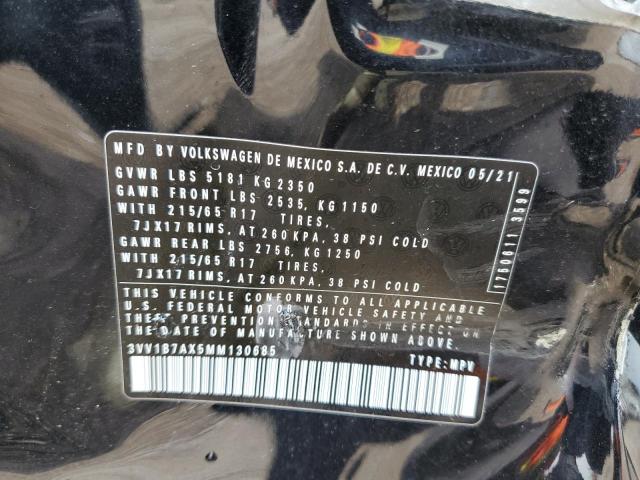 MFD BY VOLKSWAGEN DE MEXICO S.A. DE C.V. MEXICO 05/21
GVWR LBS 5181 KG 2350
GAWR FRONT LBS 2535, KG 1150
WITH 215/65 R17 TIRES,
7JX17 RIMS, AT 260 KPA, 38 PSI COLD
GAWR REAR LBS 2756, KG 1250
WITH 215/65 R17 TIRES,
7JX17 RIMS, AT 260 KPA, 38 PSI COLD
THIS VEHICLE CONFORMS TO ALL APPLICABLE
U.S. FEDERAL MOTOR VEHICLE SAFETY AND
THEFT PREVENTION STANDARDS IN EFFECT ON
THE DATE OF MANUFACTURE SHOWN ABOVE.
3VV1B7AX5MM130685 TYPE:MPV
1750611 3599